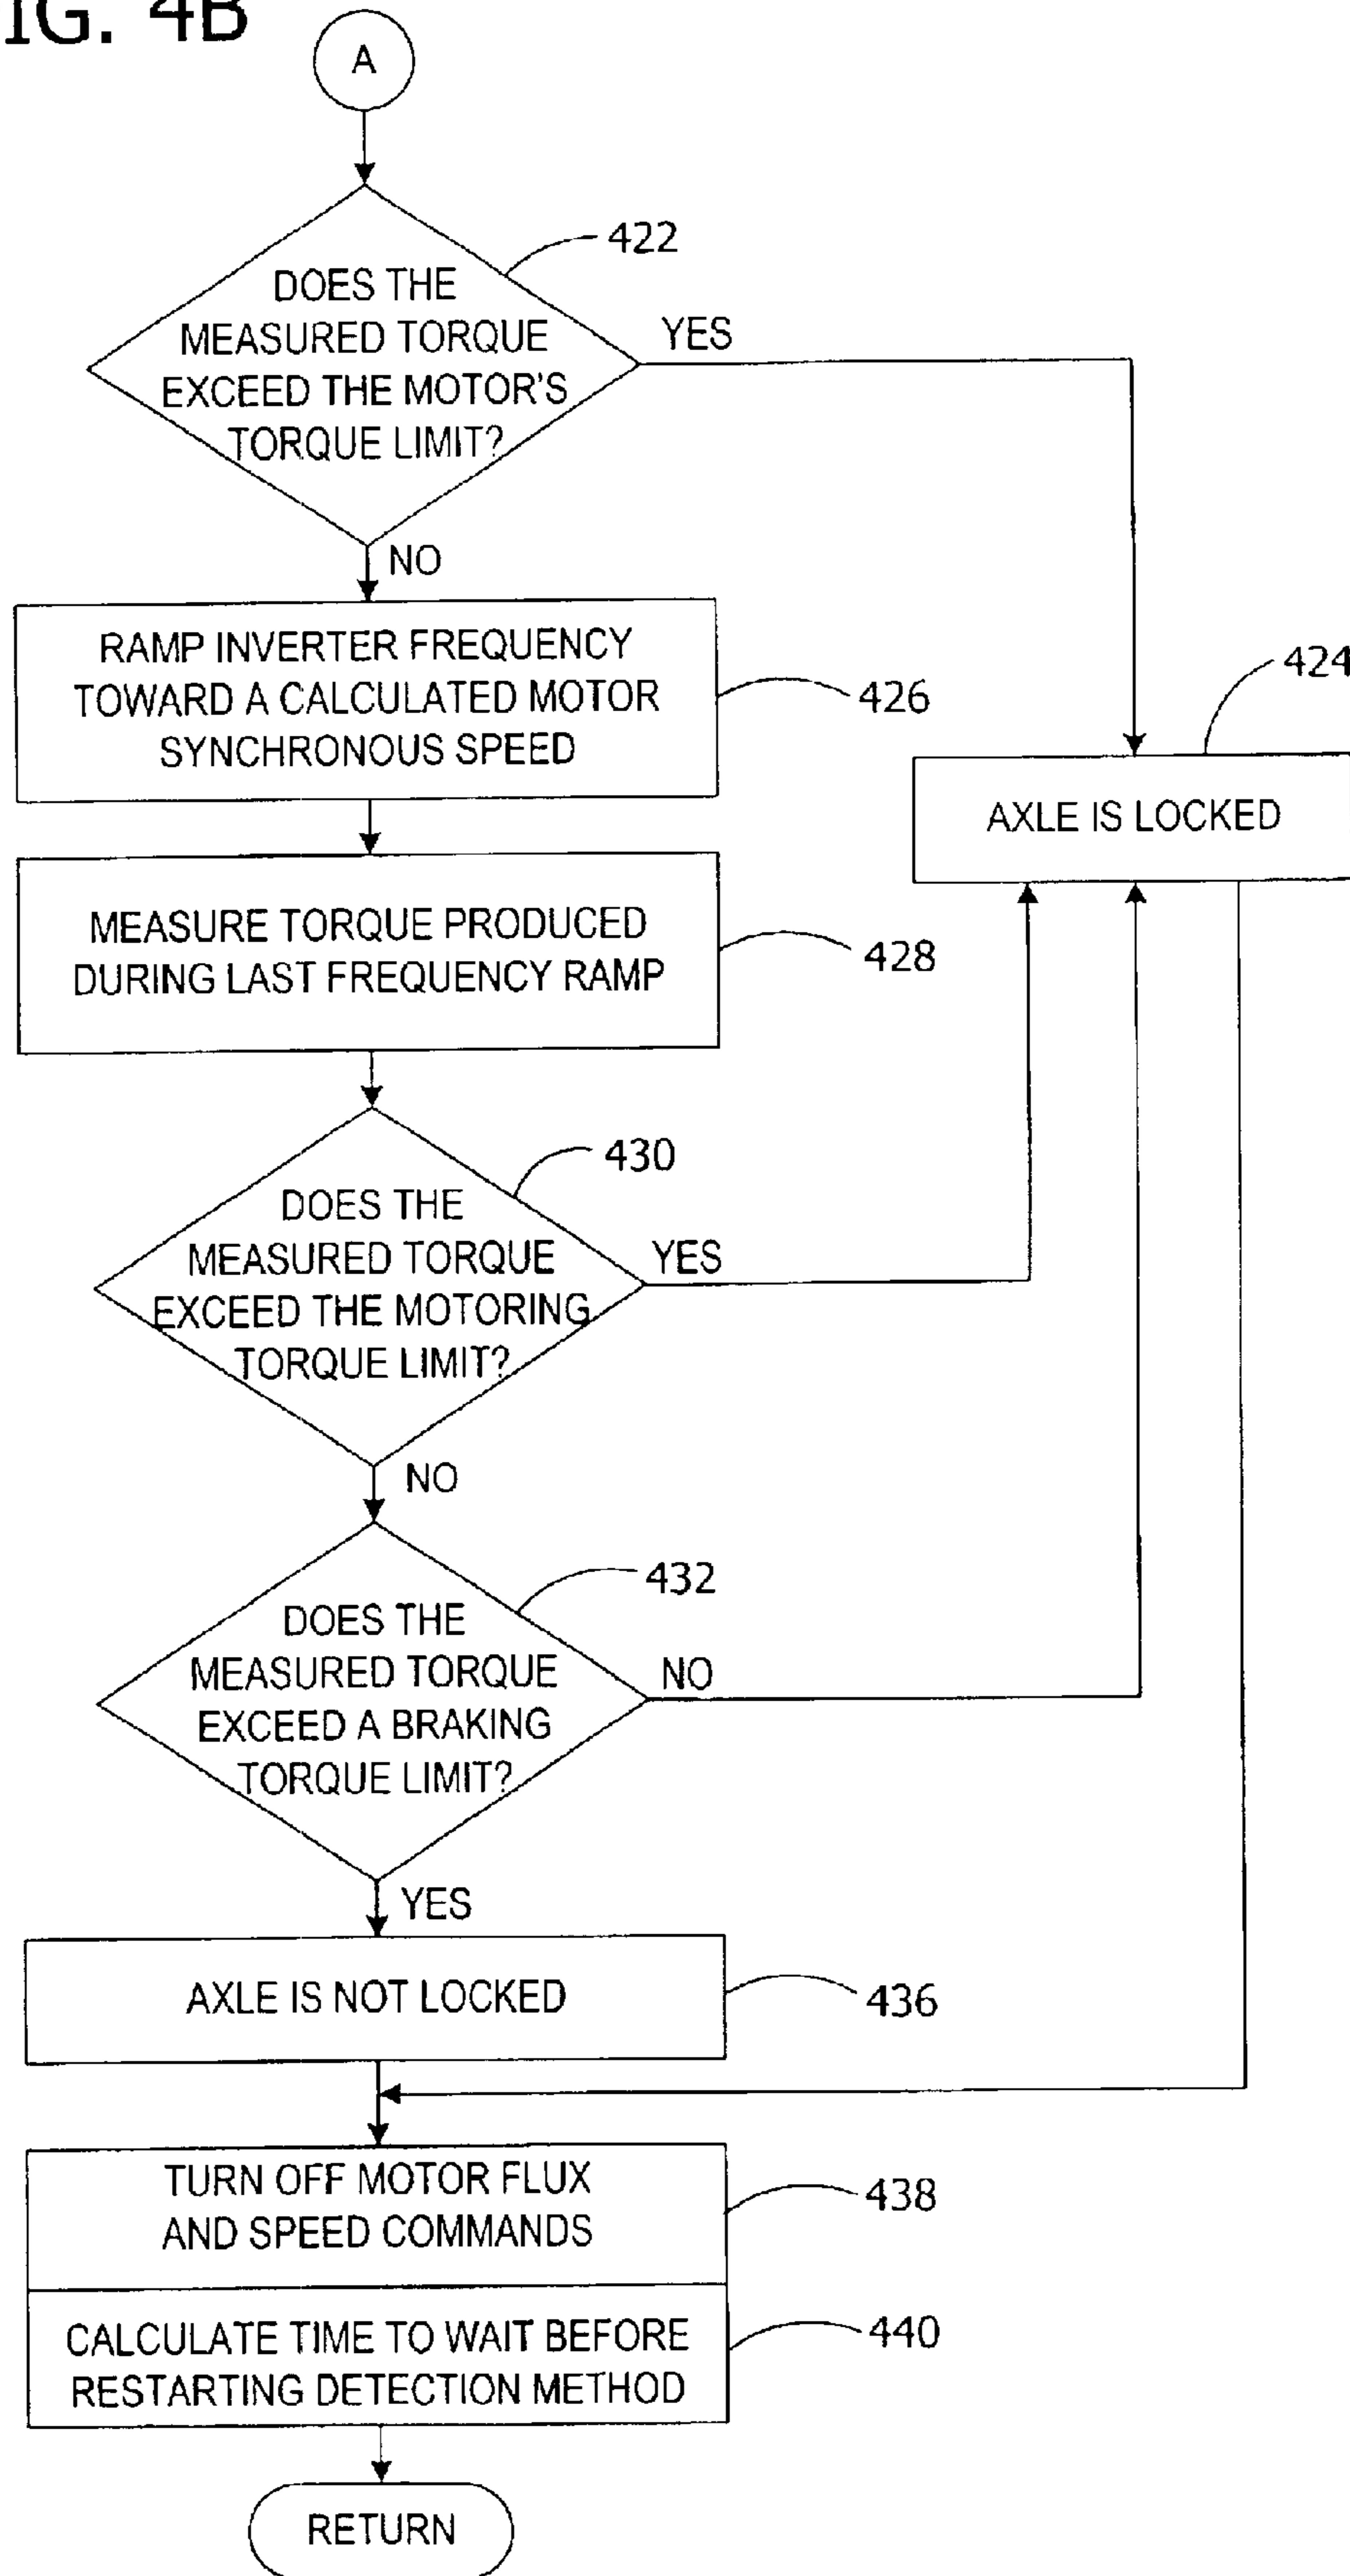 IG. 4B
A
422
DOES THE
MEASURED TORQUE
EXCEED THE MOTOR'S
TORQUE LIMIT?
YES
NO
RAMP INVERTER FREQUENCY
TOWARD A CALCULATED MOTOR
SYNCHRONOUS SPEED
426
424
AXLE IS LOCKED
MEASURE TORQUE PRODUCED
DURING LAST FREQUENCY RAMP
428
430
DOES THE
MEASURED TORQUE
EXCEED THE MOTORING
TORQUE LIMIT?
YES
NO
432
DOES THE
MEASURED TORQUE
EXCEED A BRAKING
TORQUE LIMIT?
NO
YES
AXLE IS NOT LOCKED
436
TURN OFF MOTOR FLUX
AND SPEED COMMANDS
438
CALCULATE TIME TO WAIT BEFORE
RESTARTING DETECTION METHOD
440
RETURN